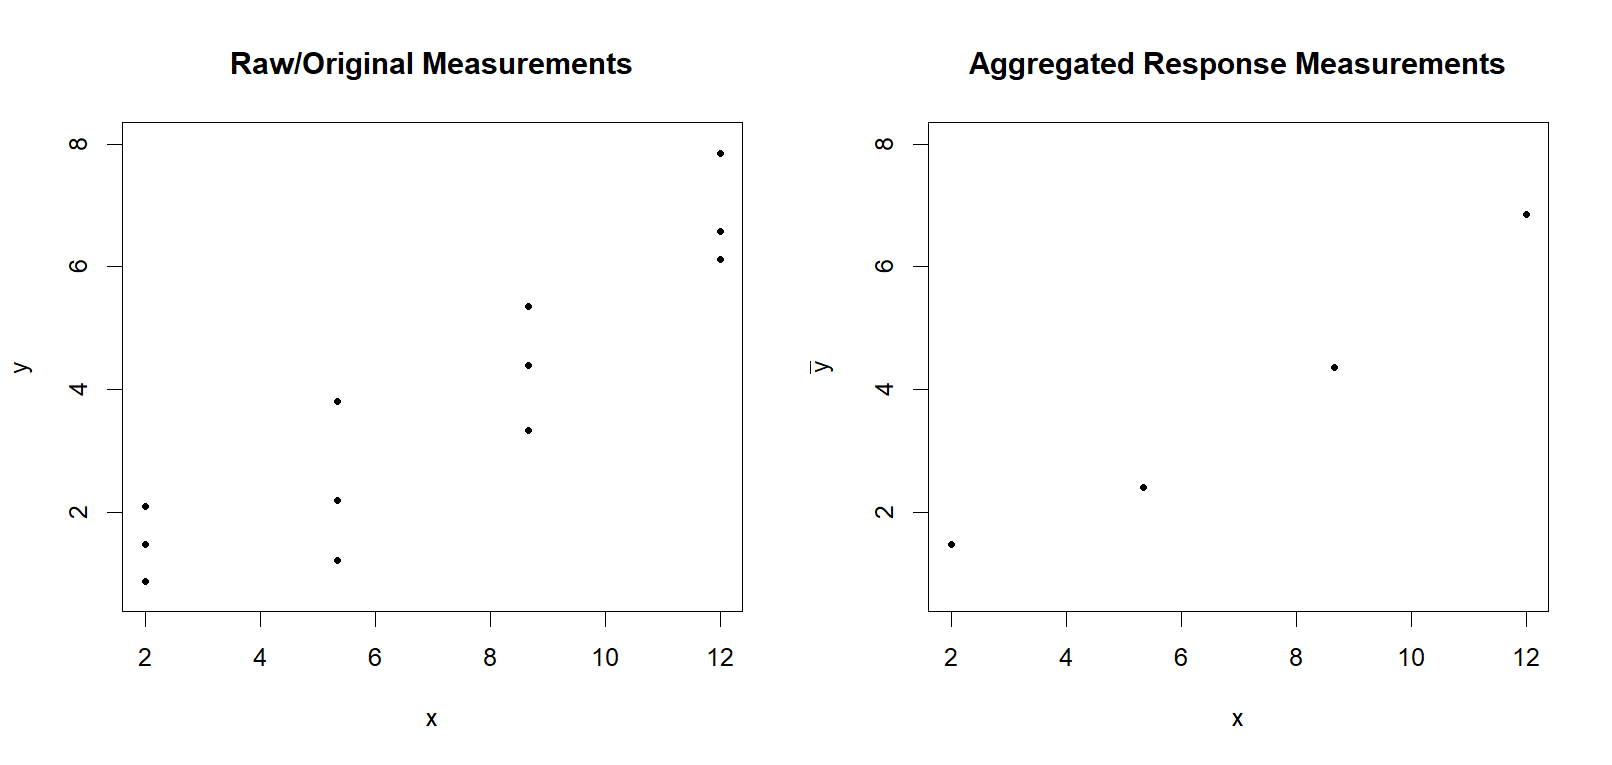 Raw/Original Measurements
8
6
4
2
y
2 4 6 8 10 12
x
Aggregated Response Measurements
8
6
4
2
y̅
2 4 6 8 10 12
x